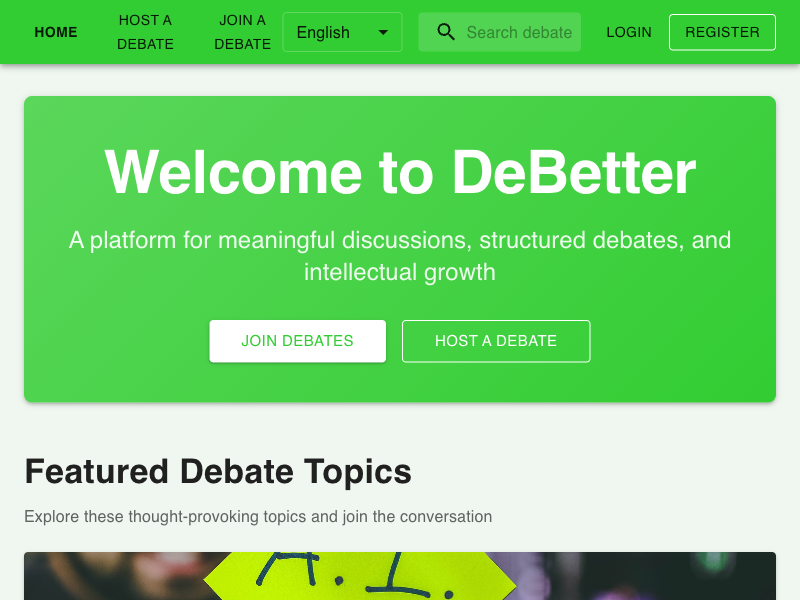 HOME
HOST A
DEBATE
JOIN A
DEBATE
English
Search debate
LOGIN
REGISTER
Welcome to DeBetter
A platform for meaningful discussions, structured debates, and
intellectual growth
JOIN DEBATES
HOST A DEBATE
Featured Debate Topics
Explore these thought-provoking topics and join the conversation
A.I.